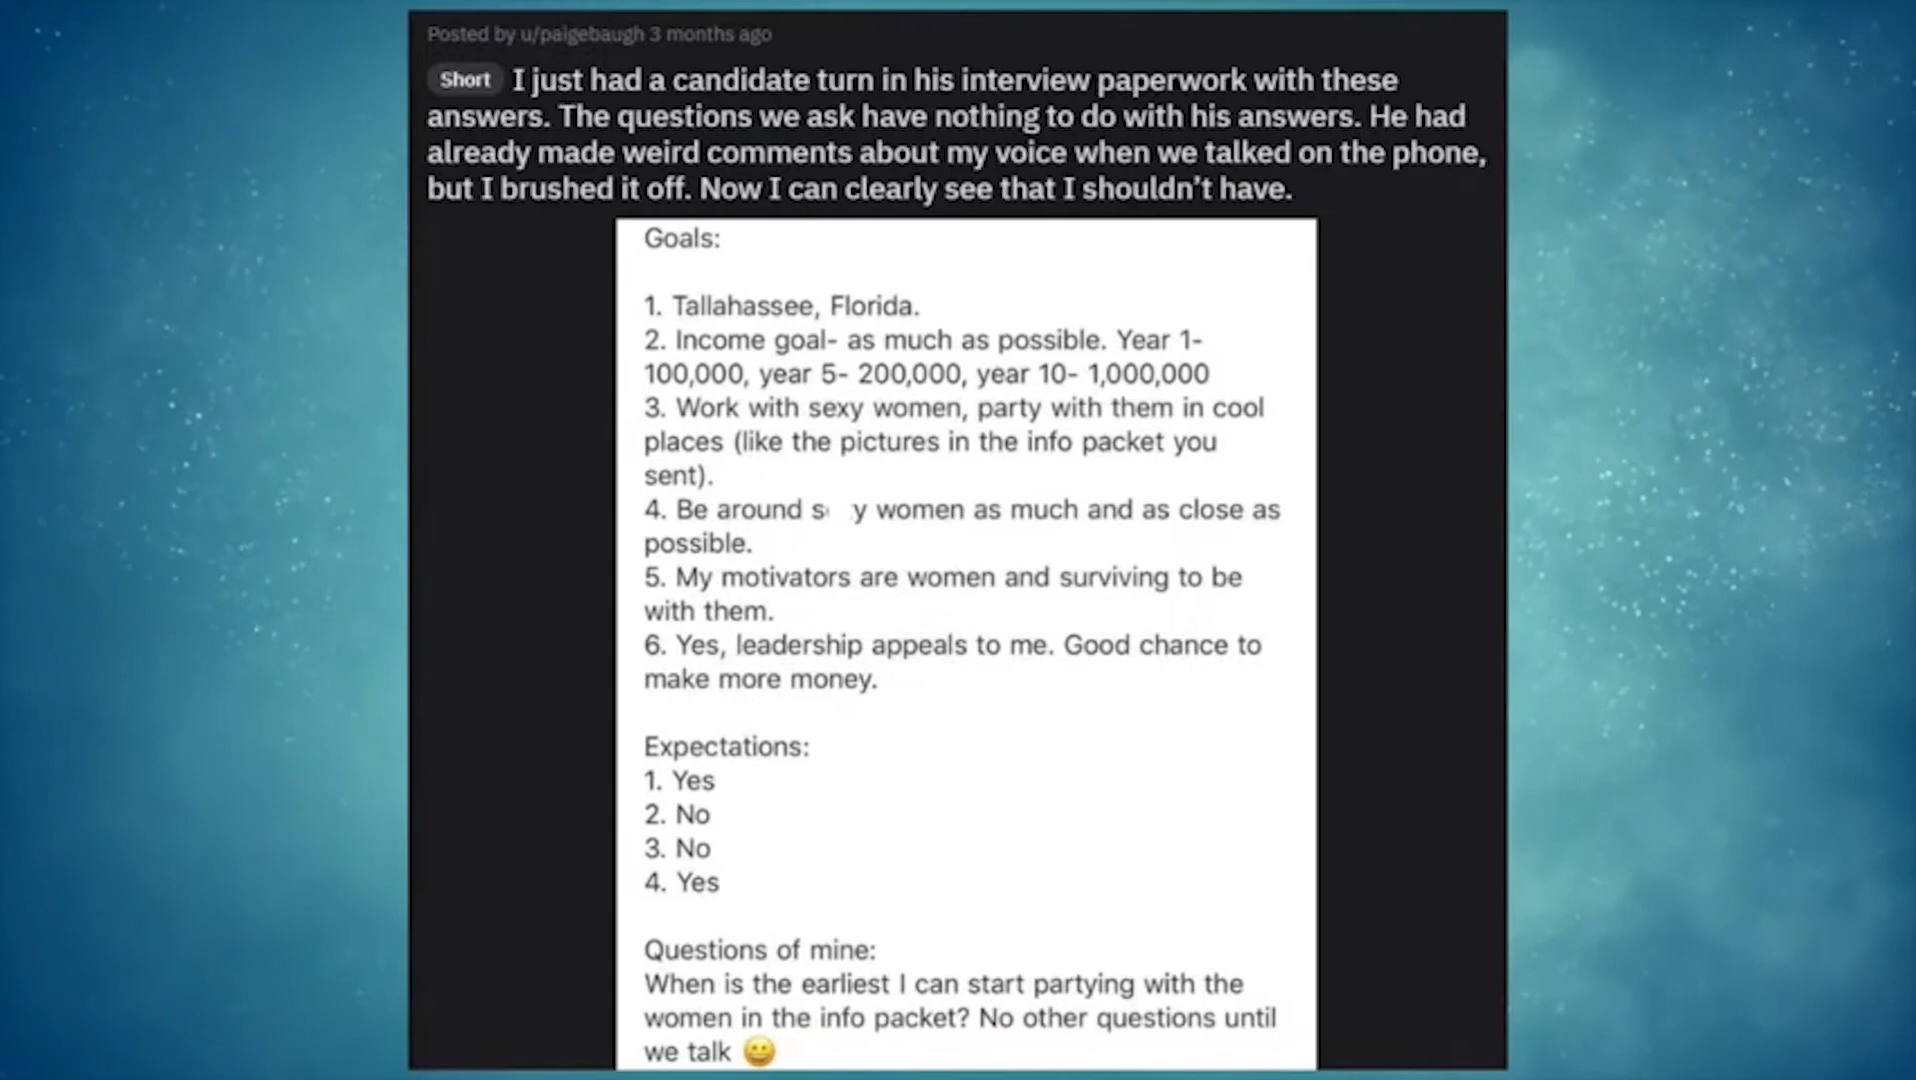 Posted by u/paigebaugh 3 months ago
Short I just had a candidate turn in his interview paperwork with these
answers. The questions we ask have nothing to do with his answers. He had
already made weird comments about my voice when we talked on the phone,
but I brushed it off. Now I can clearly see that I shouldn't have.
Goals:
1. Tallahassee, Florida.
2. Income goal- as much as possible. Year 1-
100,000, year 5- 200,000, year 10- 1,000,000
3. Work with sexy women, party with them in cool
places (like the pictures in the info packet you
sent).
4. Be around s y women as much and as close as
possible.
5. My motivators are women and surviving to be
with them.
6. Yes, leadership appeals to me. Good chance to
make more money.
Expectations:
1. Yes
2. No
3. No
4. Yes
Questions of mine:
When is the earliest I can start partying with the
women in the info packet? No other questions until
we talk 😀